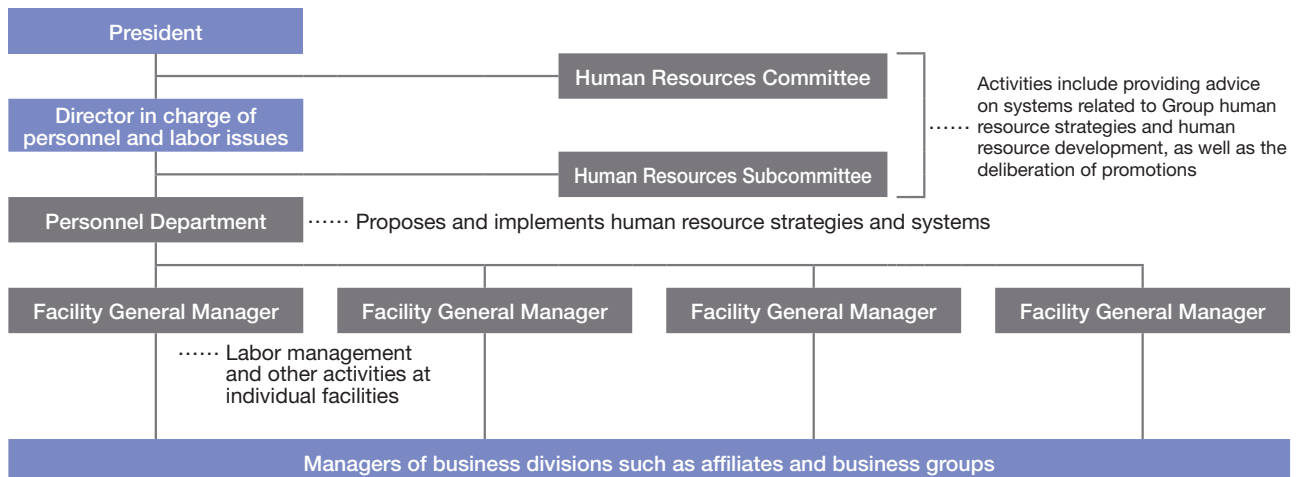 President
Human Resources Committee
Activities include providing advice
on systems related to Group human
resource strategies and human
resource development, as well as the
deliberation of promotions
Director in charge of
personnel and labor issues
Human Resources Subcommittee
Personnel Department
Proposes and implements human resource strategies and systems
Facility General Manager
Facility General Manager
Facility General Manager
Facility General Manager
Labor management
and other activities at
individual facilities
Managers of business divisions such as affiliates and business groups